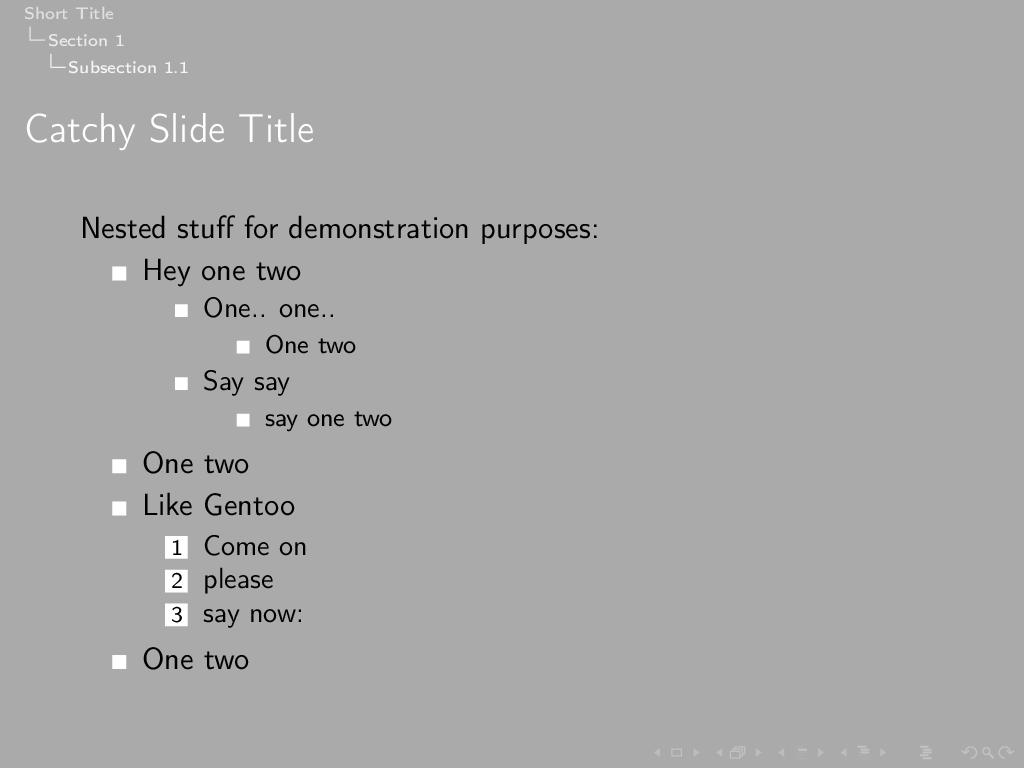 Short Title
Section 1
Subsection 1.1
Catchy Slide Title
Nested stuff for demonstration purposes:
Hey one two
One.. one..
One two
Say say
say one two
One two
Like Gentoo
1 Come on
2 please
3 say now:
One two